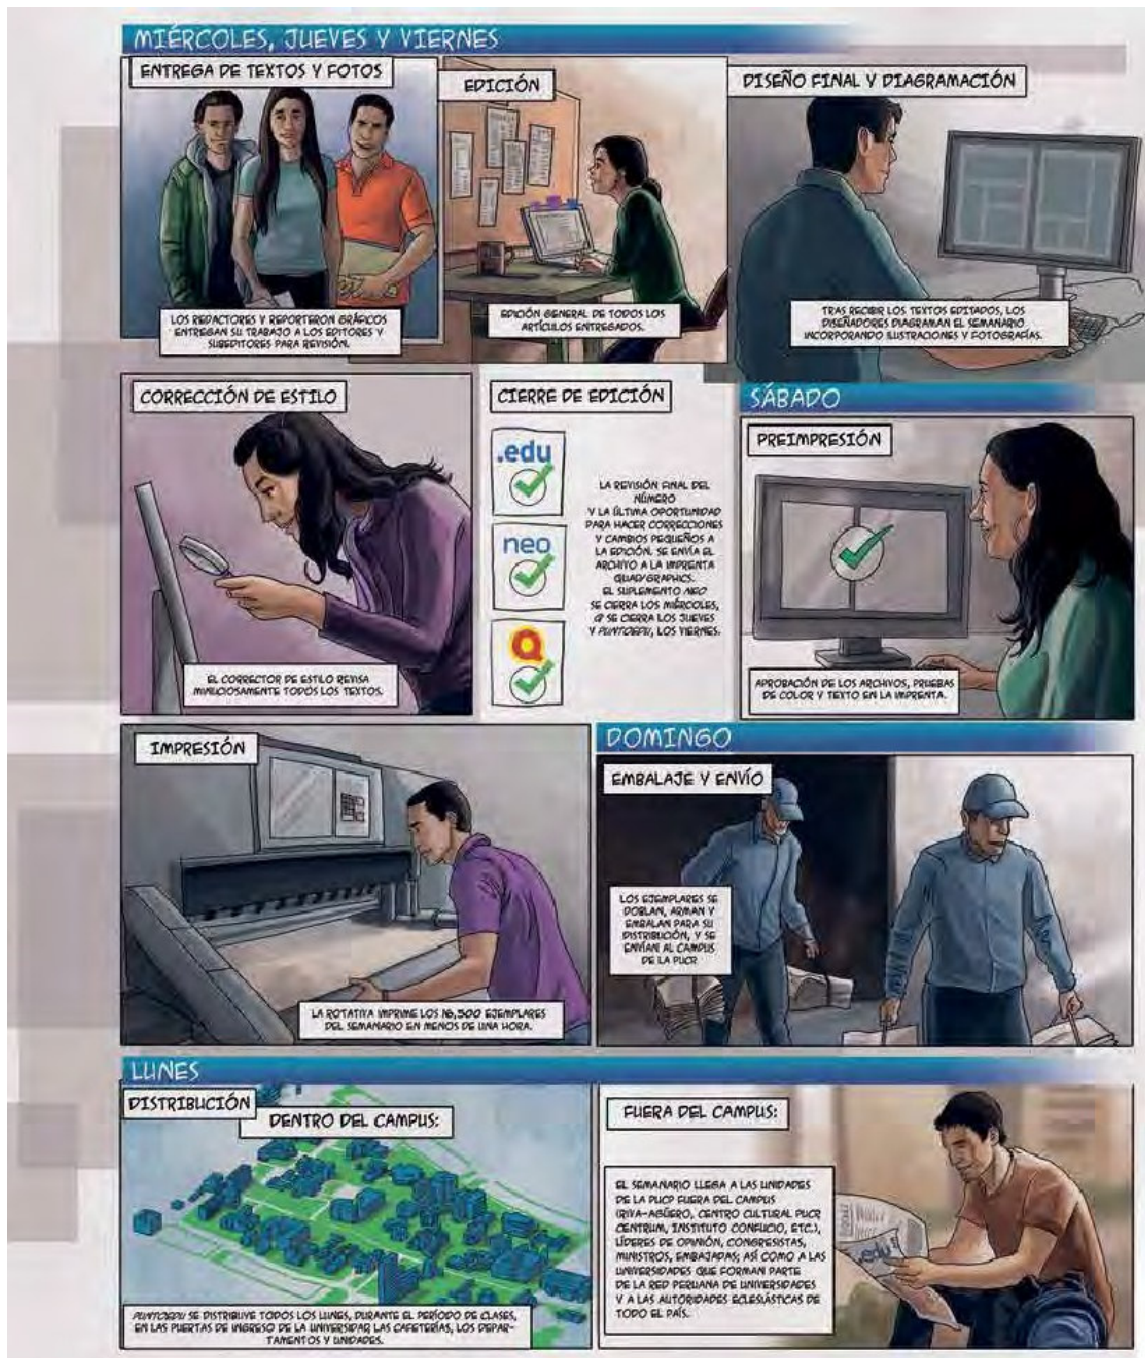 MIÉRCOLES, JUEVES Y VIERNES
ENTREGA DE TEXTOS Y FOTOS
LOS REDACTORES Y REPORTEROS GRÁFICOS
ENTREGAN SU TRABAJO A LOS EDITORES Y
SUBEDITORES PARA REVISIÓN.
EDICIÓN
EDICIÓN GENERAL DE TODOS LOS
ARTÍCULOS ENTREGADOS.
DISEÑO FINAL Y DIAGRAMACIÓN
TRAS RECIBIR LOS TEXTOS EDITADOS, LOS
DISEÑADORES DIAGRAMAN EL SEMANARIO
INCORPORANDO ILUSTRACIONES Y FOTOGRAFÍAS.
CORRECCIÓN DE ESTILO
EL CORRECTOR DE ESTILO REVISA
MINUCIOSAMENTE TODOS LOS TEXTOS.
CIERRE DE EDICIÓN
.edu
neo
Q
LA REVISIÓN FINAL DEL
NÚMERO
Y LA ÚLTIMA OPORTUNIDAD
PARA HACER CORRECCIONES
Y CAMBIOS PEQUEÑOS A
LA EDICIÓN. SE ENVÍA EL
ARCHIVO A LA IMPRENTA
QUAD/GRAPHICS.
EL SUPLEMENTO NEO
SE CIERRA LOS MIÉRCOLES,
Q SE CIERRA LOS JUEVES
Y PUNTOEDU, LOS VIERNES.
SÁBADO
PREIMPRESIÓN
APROBACIÓN DE LOS ARCHIVOS, PRUEBAS
DE COLOR Y TEXTO EN LA IMPRENTA.
IMPRESIÓN
LA ROTATIVA IMPRIME LOS 16,500 EJEMPLARES
DEL SEMANARIO EN MENOS DE UNA HORA.
DOMINGO
EMBALAJE Y ENVÍO
LOS EJEMPLARES SE
DOBLAN, ARMAN Y
EMBALAN PARA SU
DISTRIBUCIÓN, Y SE
ENVÍAN AL CAMPUS
DE LA PUCP.
LUNES
DISTRIBUCIÓN
DENTRO DEL CAMPUS:
PUNTOEDU SE DISTRIBUYE TODOS LOS LUNES, DURANTE EL PERÍODO DE CLASES,
EN LAS PUERTAS DE INGRESO DE LA UNIVERSIDAD, LAS CAFETERÍAS, LOS DEPAR-
TAMENTOS Y UNIDADES.
FUERA DEL CAMPUS:
EL SEMANARIO LLEGA A LAS UNIDADES
DE LA PUCP FUERA DEL CAMPUS
(RIVA-AGÜERO, CENTRO CULTURAL PUCP,
CENTRUM, INSTITUTO CONFUCIO, ETC.),
LÍDERES DE OPINIÓN, CONGRESISTAS,
MINISTROS, EMBAJADAS; ASÍ COMO A LAS
UNIVERSIDADES QUE FORMAN PARTE
DE LA RED PERUANA DE UNIVERSIDADES
Y A LAS AUTORIDADES ECLESIÁSTICAS DE
TODO EL PAÍS.
.edu